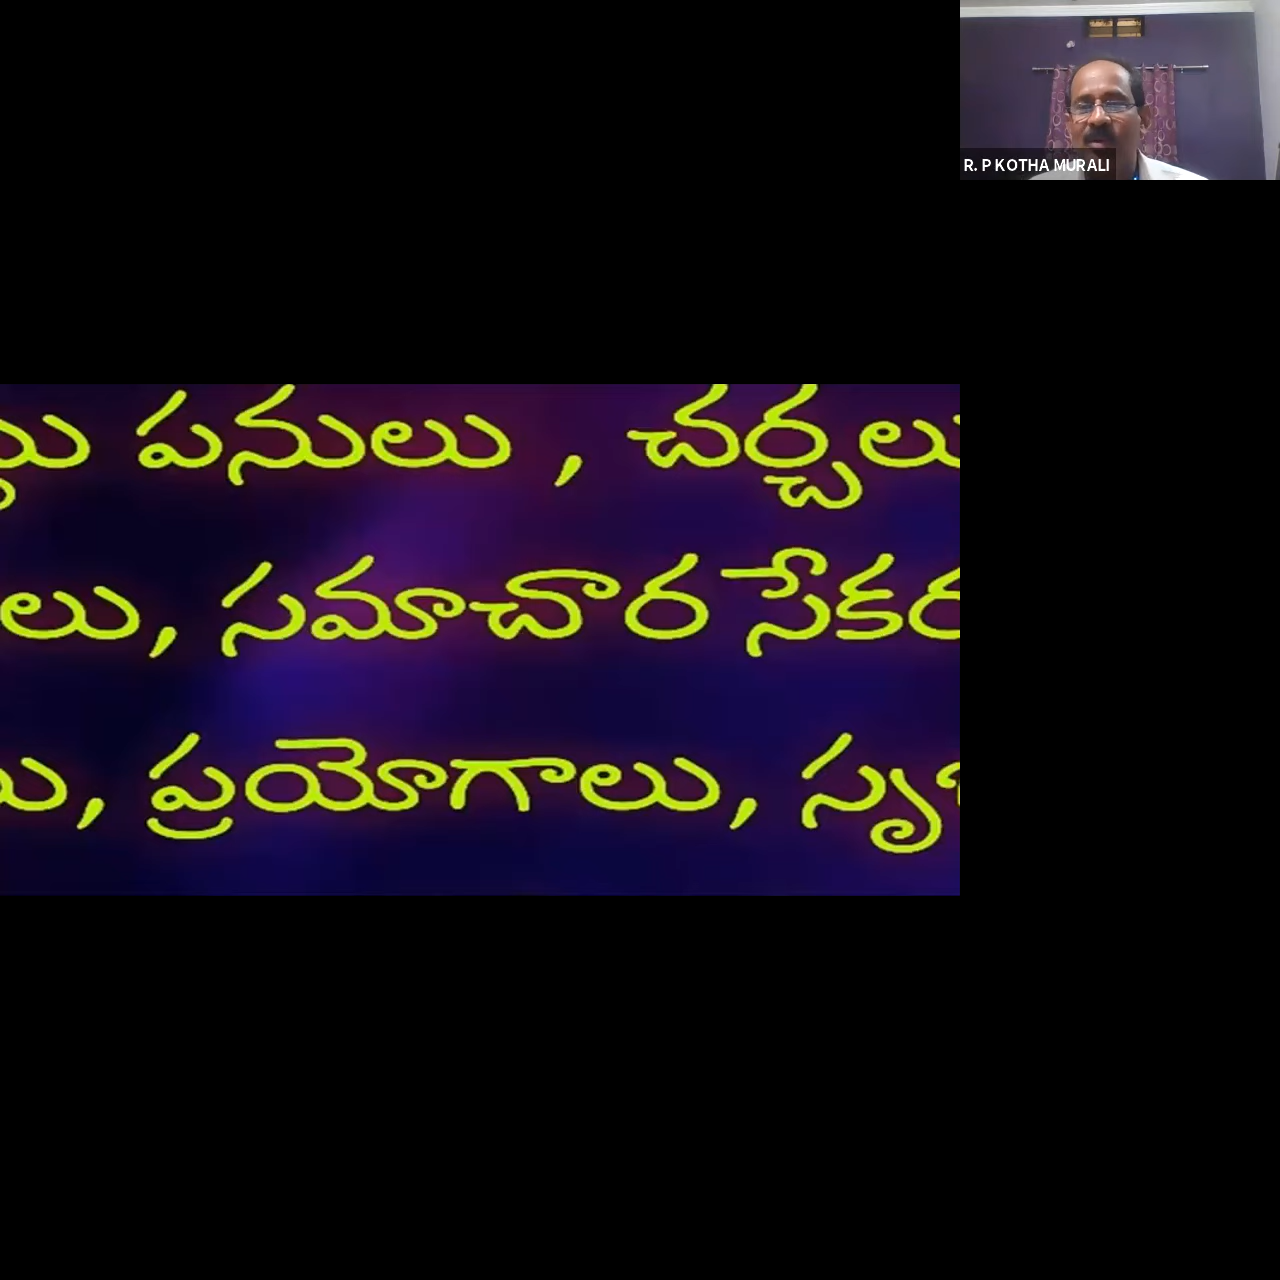 R. P KOTHA MURALI
పనులు , చర్చలు
లు, సమాచార సేకర
ప్రయోగాలు,